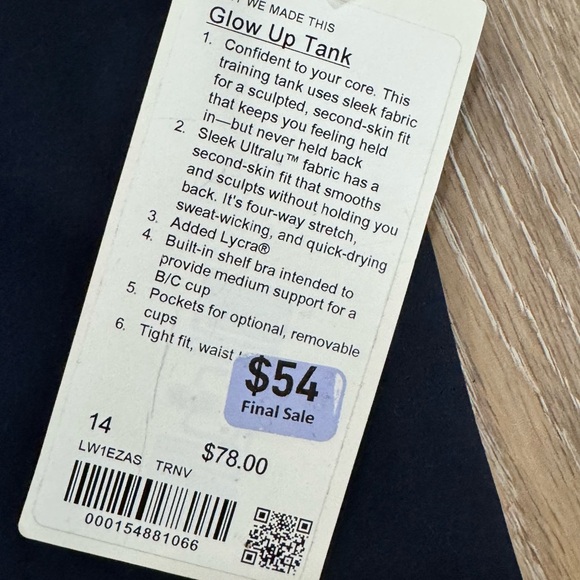 WE MADE THIS
Glow Up Tank
1. Confident to your core. This
training tank uses sleek fabric
for a sculpted, second-skin fit
that keeps you feeling held
in—but never held back
2. Sleek Ultralu™ fabric has a
second-skin fit that smooths
and sculpts without holding you
back. It's four-way stretch,
sweat-wicking, and quick-drying
3. Added Lycra®
4. Built-in shelf bra intended to
provide medium support for a
B/C cup
5. Pockets for optional, removable
cups
6. Tight fit, waist
$54
Final Sale
14
$78.00
LW1EZAS TRNV
000154881066